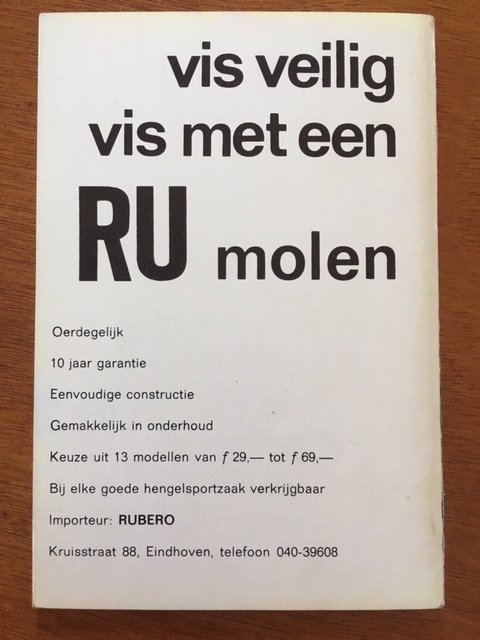 vis veilig
vis met een
RU molen
Oerdegelijk
10 jaar garantie
Eenvoudige constructie
Gemakkelijk in onderhoud
Keuze uit 13 modellen van ƒ 29,— tot ƒ 69,—
Bij elke goede hengelsportzaak verkrijgbaar
Importeur: RUBERO
Kruisstraat 88, Eindhoven, telefoon 040-39608